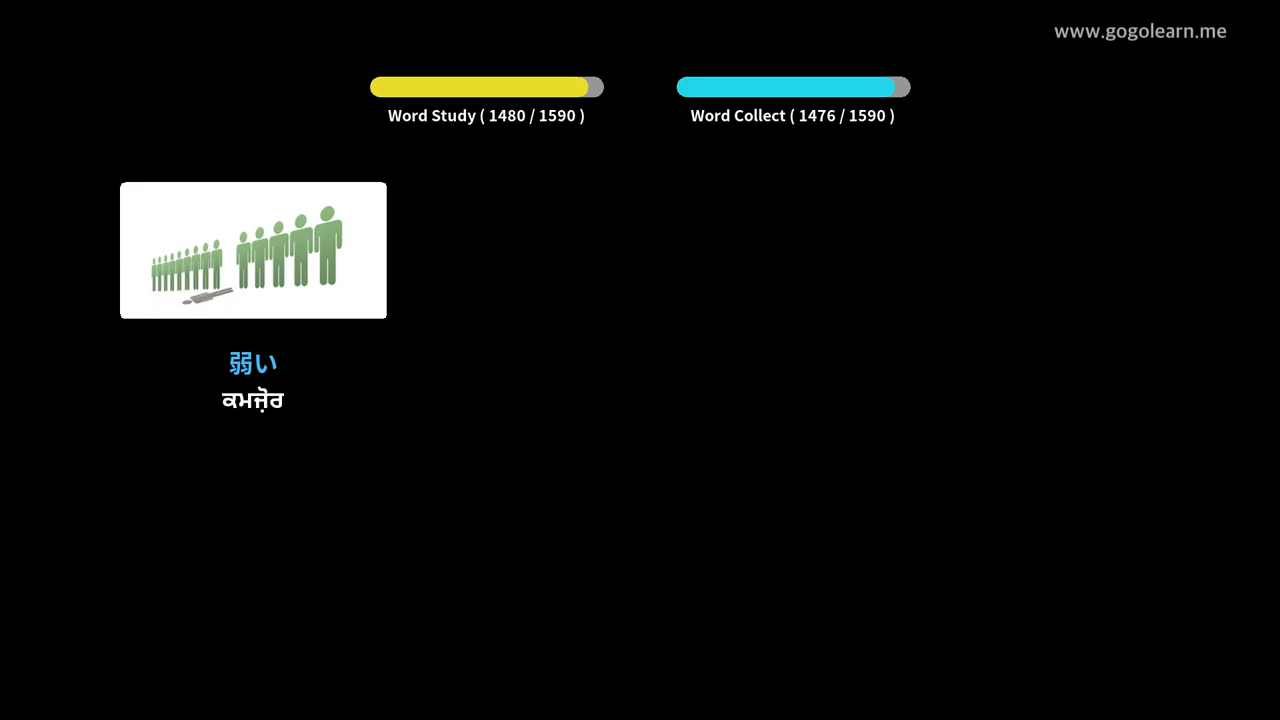 www.gogolearn.me
Word Study ( 1480 / 1590 )
Word Collect ( 1476 / 1590 )
弱い
ਕਮਜ਼ੋਰ